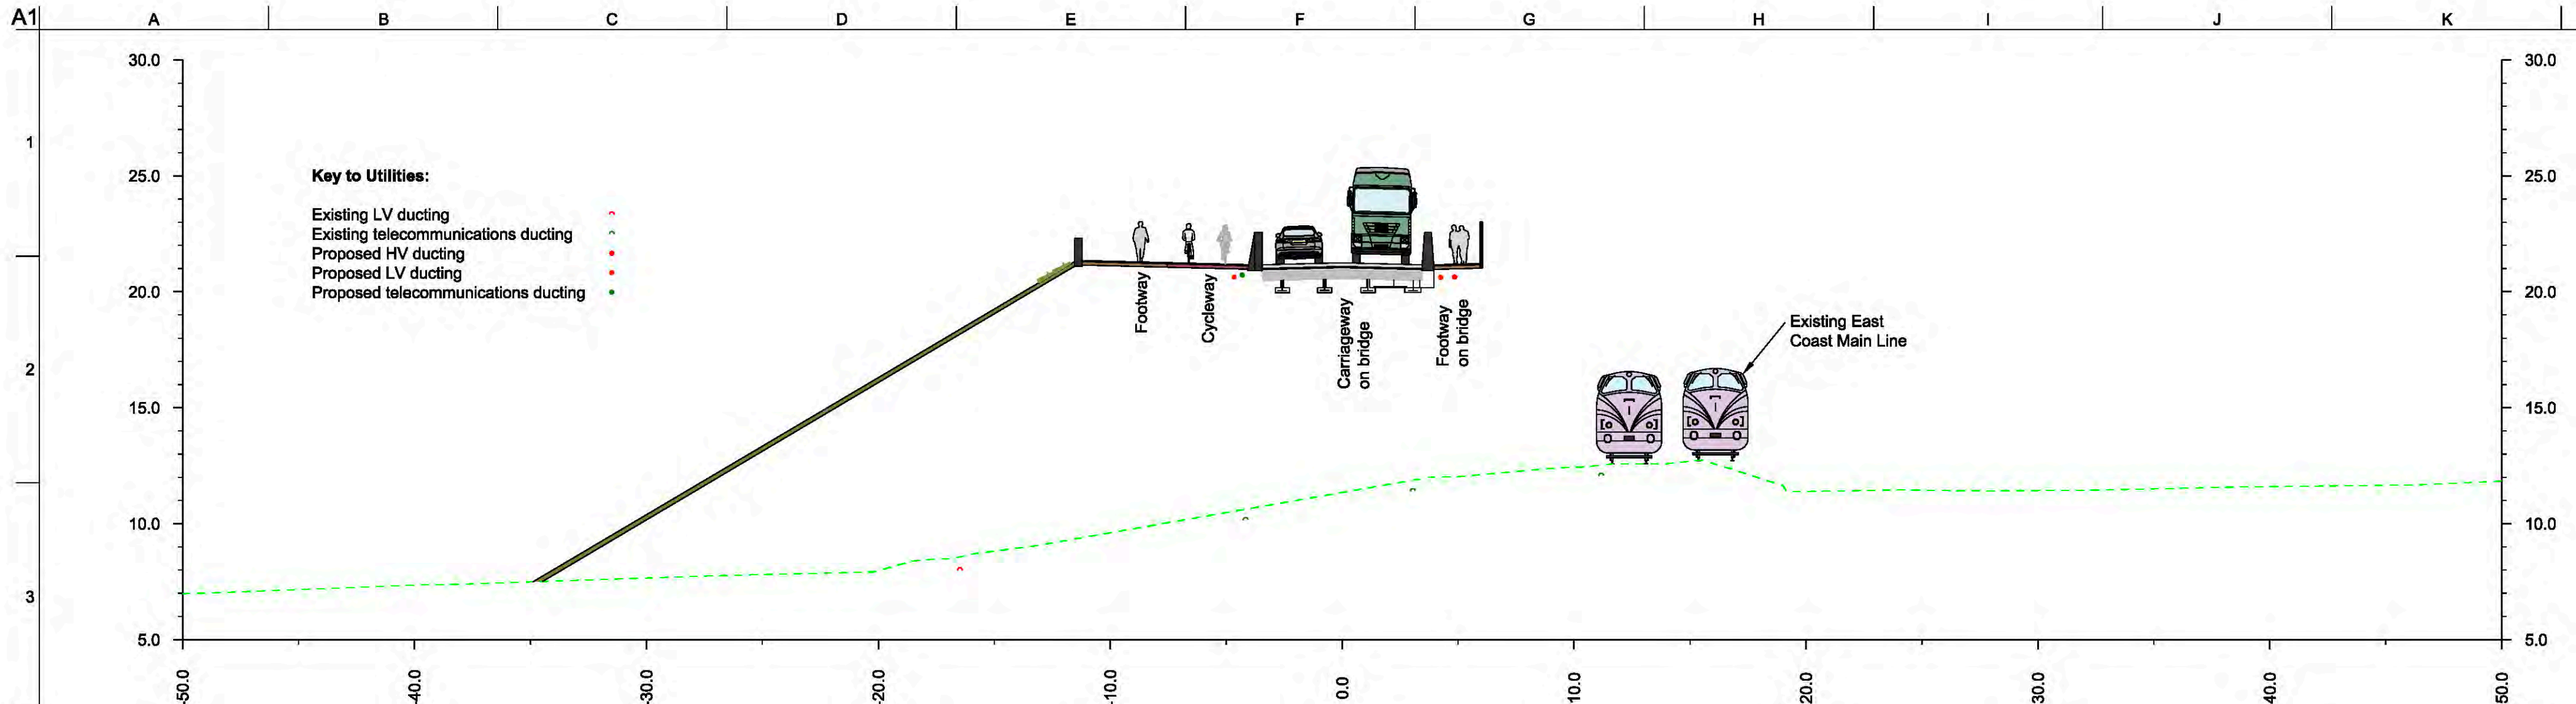 A1 A B C D E F G H I J K
30.0 30.0
1
25.0 25.0
Key to Utilities:
Existing LV ducting
Existing telecommunications ducting
Proposed HV ducting
Proposed LV ducting
Proposed telecommunications ducting
20.0 20.0
Footway
Cycleway
Carriageway
on bridge
Footway
on bridge
Existing East
Coast Main Line
2
15.0 15.0
10.0 10.0
3
5.0 5.0
-50.0 -40.0 -30.0 -20.0 -10.0 0.0 10.0 20.0 30.0 40.0 50.0